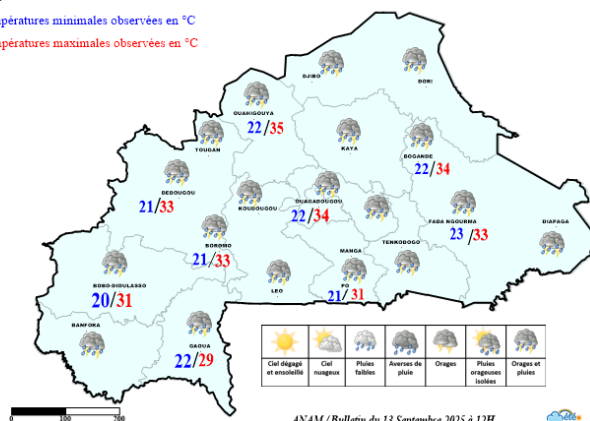 pératures minimales observées en °C
pératures maximales observées en °C
DJIBO
DORI
OUAHIGOUYA
22/35
TOUGAN
KAYA
BOGANDE
22/34
DEDOUGOU
21/33
KOUDOUGOU
OUAGADOUGOU
22/34
FADA NGOURMA
23/33
DIAPAGA
BOROMO
21/33
MANGA
TENKODOGO
BOBO-DIOULASSO
20/31
LEO
PO
21/31
BANFORA
GAOUA
22/29
Ciel dégagé et ensoleillé
Ciel nuageux
Pluies faibles
Averses de pluie
Orages
Pluies orageuses isolées
Orages et pluies
0 100 200
ANAM / Bulletin du 13 Septembre 2025 à 12H
été